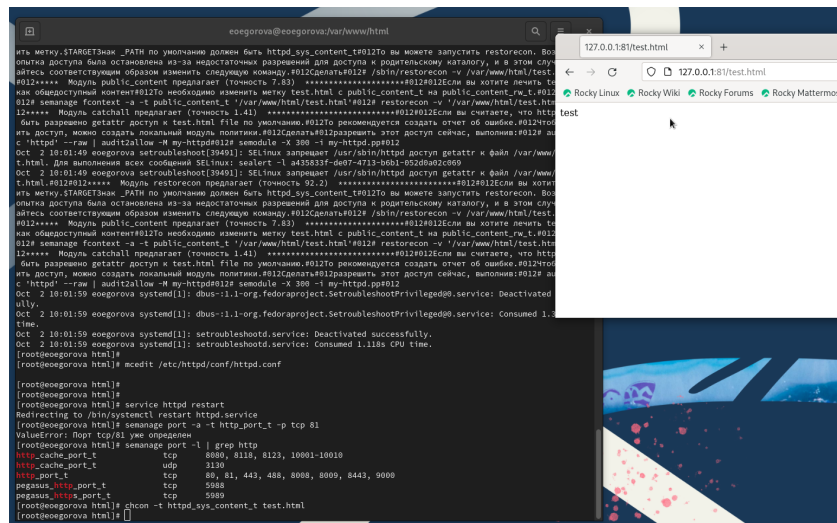 eoegorova@eoegorova:/var/www/html
ить метку.$TARGETЗнак _PATH по умолчанию должен быть httpd_sys_content_t#012То вы можете запустить restorecon. Воз
опытка доступа была остановлена из-за недостаточных разрешений для доступа к родительскому каталогу, и в этом случ
айтесь соответствующим образом изменить следующую команду.#012Сделать#012# /sbin/restorecon -v /var/www/html/test.
#012***** Модуль public_content предлагает (точность 7.83) ******************#012#012Если вы хотите лечить te
как общедоступный контент#012То необходимо изменить метку test.html с public_content_t на public_content_rw_t.#012
012# semanage fcontext -a -t public_content_t '/var/www/html/test.html'#012# restorecon -v '/var/www/html/test.htm
12***** Модуль catchall предлагает (точность 1.41) ******************#012#012Если вы считаете, что http
быть разрешено getattr доступ к test.html file по умолчанию.#012То рекомендуется создать отчет об ошибке.#012Чтоб
ить доступ, можно создать локальный модуль политики.#012Сделать#012разрешить этот доступ сейчас, выполнив:#012# au
с 'httpd' --raw | audit2allow -M my-httpd#012# semodule -X 300 -i my-httpd.pp#012
Oct 2 10:01:49 eoegorova setroubleshoot[39491]: SELinux запрещает /usr/sbin/httpd доступ getattr к файл /var/www/
t.html. Для выполнения всех сообщений SELinux: sealert -l a435833f-de07-4713-b6b1-052d0a02c069
Oct 2 10:01:49 eoegorova setroubleshoot[39491]: SELinux запрещает /usr/sbin/httpd доступ getattr к файл /var/www/
t.html.#012#012***** Модуль restorecon предлагает (точность 92.2) ******************#012#012Если вы хотит
ить метку.$TARGETЗнак _PATH по умолчанию должен быть httpd_sys_content_t#012То вы можете запустить restorecon. Воз
опытка доступа была остановлена из-за недостаточных разрешений для доступа к родительскому каталогу, и в этом случ
айтесь соответствующим образом изменить следующую команду.#012Сделать#012# /sbin/restorecon -v /var/www/html/test.
#012***** Модуль public_content предлагает (точность 7.83) ******************#012#012Если вы хотите лечить te
как общедоступный контент#012То необходимо изменить метку test.html с public_content_t на public_content_rw_t.#012
012# semanage fcontext -a -t public_content_t '/var/www/html/test.html'#012# restorecon -v '/var/www/html/test.htm
12***** Модуль catchall предлагает (точность 1.41) ******************#012#012Если вы считаете, что http
быть разрешено getattr доступ к test.html file по умолчанию.#012То рекомендуется создать отчет об ошибке.#012Чтоб
ить доступ, можно создать локальный модуль политики.#012Сделать#012разрешить этот доступ сейчас, выполнив:#012# au
с 'httpd' --raw | audit2allow -M my-httpd#012# semodule -X 300 -i my-httpd.pp#012
Oct 2 10:01:59 eoegorova systemd[1]: dbus-:1.1-org.fedoraproject.SetroubleshootPrivileged@0.service: Deactivated
ully.
Oct 2 10:01:59 eoegorova systemd[1]: dbus-:1.1-org.fedoraproject.SetroubleshootPrivileged@0.service: Consumed 1.3
time.
Oct 2 10:01:59 eoegorova systemd[1]: setroubleshootd.service: Deactivated successfully.
Oct 2 10:01:59 eoegorova systemd[1]: setroubleshootd.service: Consumed 1.118s CPU time.
[root@eoegorova html]#
[root@eoegorova html]# mcedit /etc/httpd/conf/httpd.conf
[root@eoegorova html]#
[root@eoegorova html]#
[root@eoegorova html]# service httpd restart
Redirecting to /bin/systemctl restart httpd.service
[root@eoegorova html]# semanage port -a -t http_port_t -p tcp 81
ValueError: Порт tcp/81 уже определен
[root@eoegorova html]# semanage port -l | grep http
http_cache_port_t tcp 8080, 8118, 8123, 10001-10010
http_cache_port_t udp 3130
http_port_t tcp 80, 81, 443, 488, 8008, 8009, 8443, 9000
pegasus_http_port_t tcp 5988
pegasus_https_port_t tcp 5989
[root@eoegorova html]# chcon -t httpd_sys_content_t test.html
[root@eoegorova html]#
127.0.0.1:81/test.html
127.0.0.1:81/test.html
Rocky Linux Rocky Wiki Rocky Forums Rocky Mattermos
test